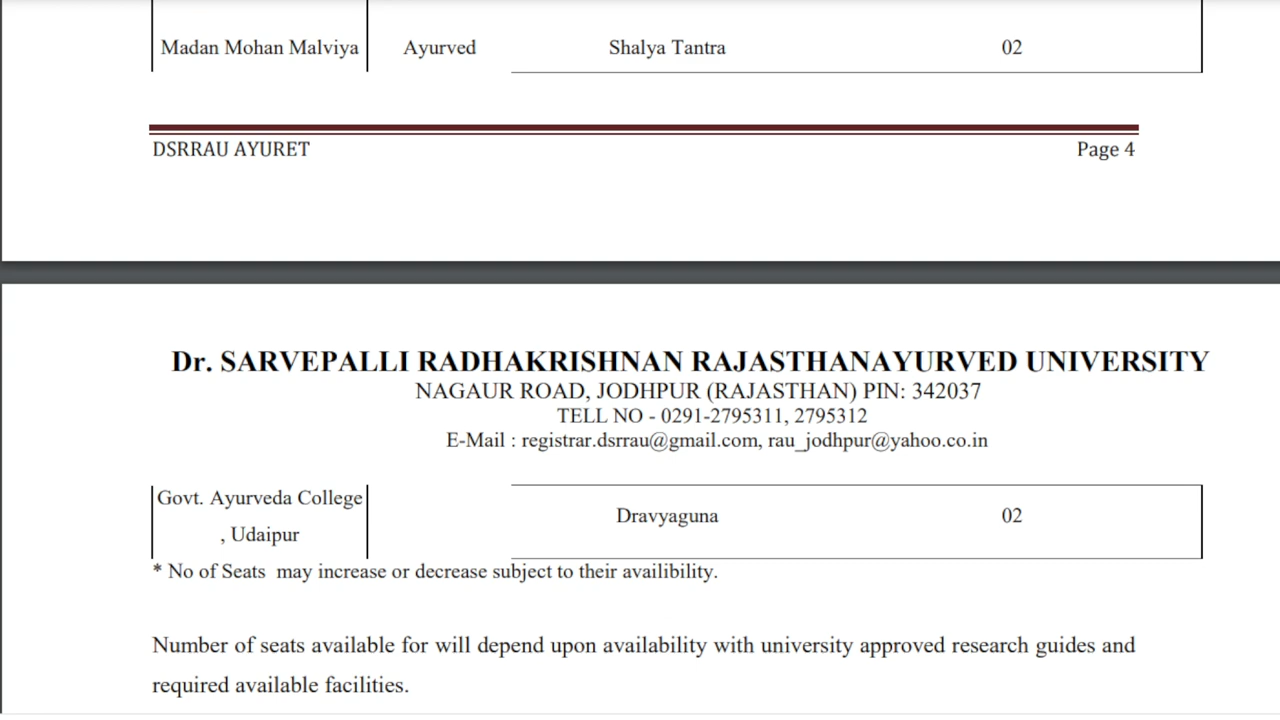 Madan Mohan Malviya Ayurved Shalya Tantra 02
DSRRAU AYURET Page 4
Dr. SARVEPALLI RADHAKRISHNAN RAJASTHANAYURVED UNIVERSITY
NAGAUR ROAD, JODHPUR (RAJASTHAN) PIN: 342037
TELL NO - 0291-2795311, 2795312
E-Mail : registrar.dsrrau@gmail.com, rau_jodhpur@yahoo.co.in
Govt. Ayurveda College
, Udaipur
Dravyaguna 02
* No of Seats may increase or decrease subject to their availibility.
Number of seats available for will depend upon availability with university approved research guides and
required available facilities.